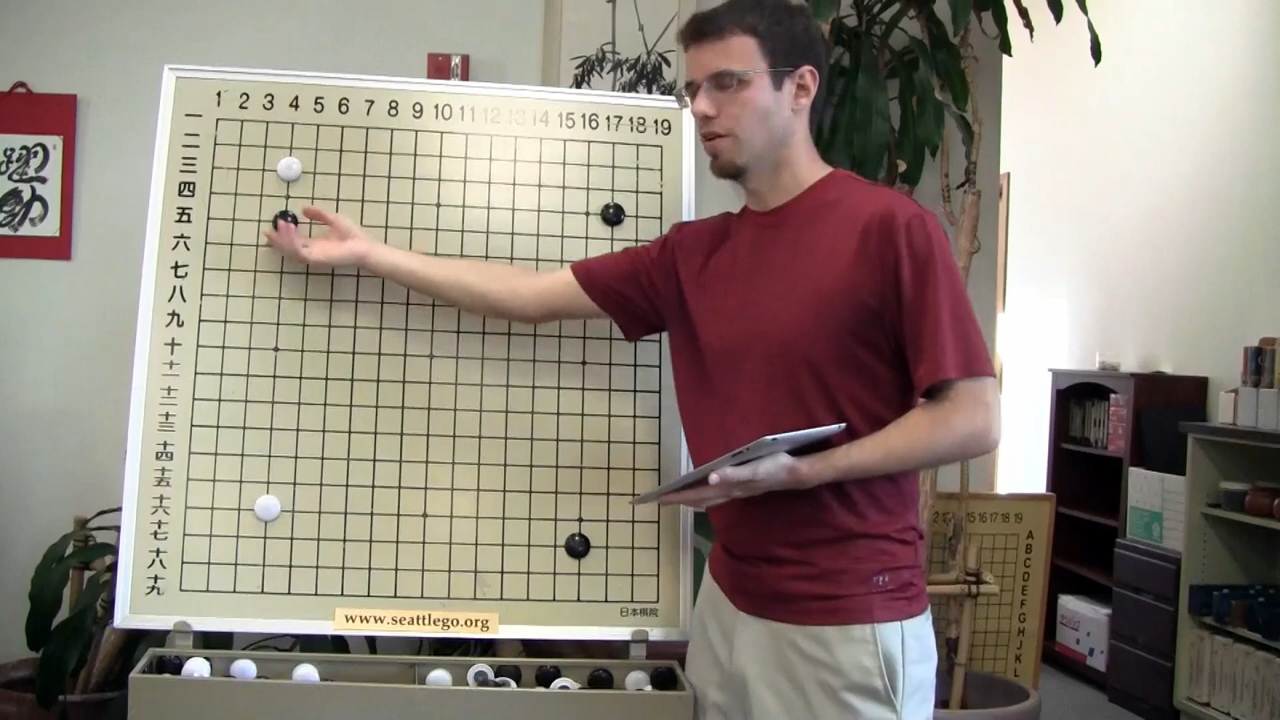 1 2 3 4 5 6 7 8 9 10 11 12 13 14 15 16 17 18 19
一
二
三
四
五
六
七
八
九
十
十一
十二
十三
十四
十五
十六
十七
十八
十九
日本棋院
www.seattlego.org
15 16 17 18 19
A
B
C
D
E
F
G
H
J
K
L